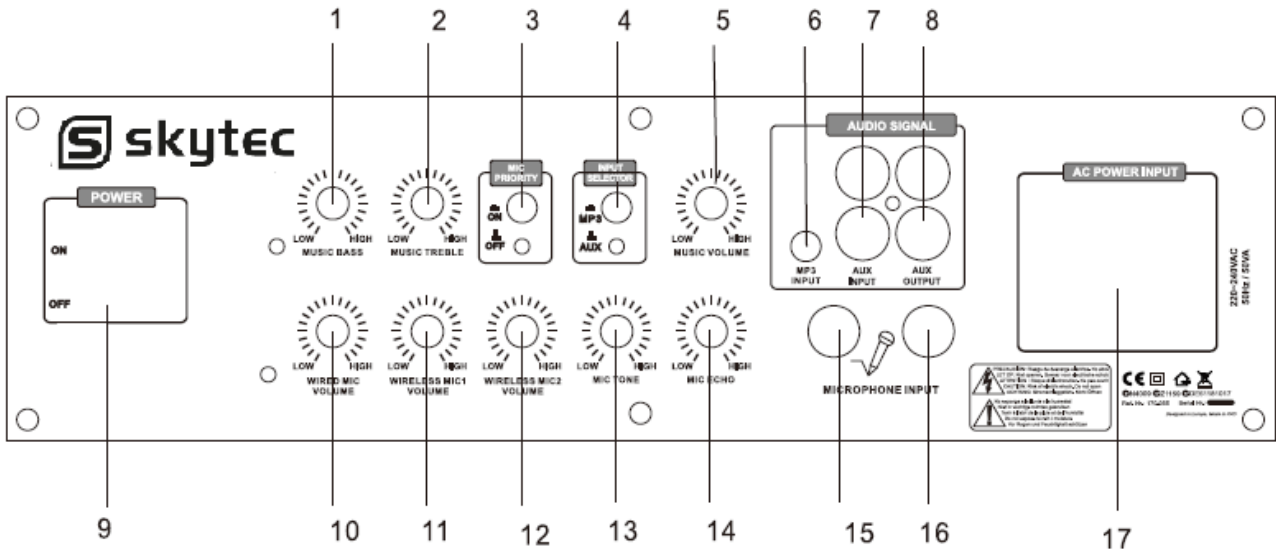 1 2 3 4 5 6 7 8
skytec
POWER
ON
OFF
LOW HIGH
MUSIC BASS
LOW HIGH
MUSIC TREBLE
MIC
PRIORITY
ON
OFF
INPUT
SELECTOR
MP3
AUX
LOW HIGH
MUSIC VOLUME
AUDIO SIGNAL
MP3
INPUT
AUX
INPUT
AUX
OUTPUT
AC POWER INPUT
220-240VAC
50Hz / 50VA
LOW HIGH
WIRED MIC
VOLUME
LOW HIGH
WIRELESS MIC1
VOLUME
LOW HIGH
WIRELESS MIC2
VOLUME
LOW HIGH
MIC TONE
LOW HIGH
MIC ECHO
MICROPHONE INPUT
CE
9 10 11 12 13 14 15 16 17